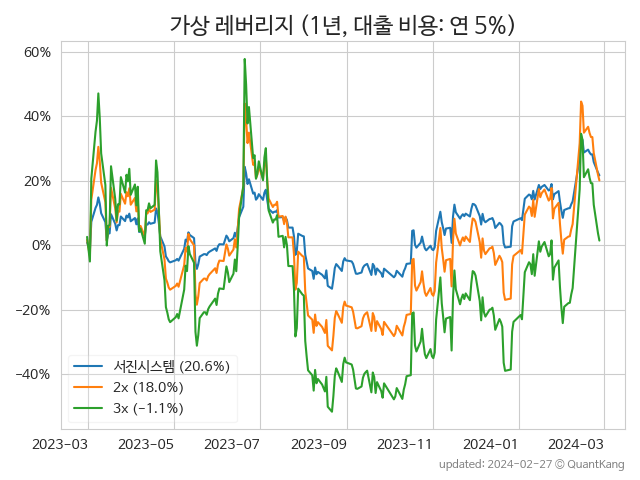 가상 레버리지 (1년, 대출 비용: 연 5%)
60%
40%
20%
0%
−20%
−40%
서진시스템 (20.6%)
2x (18.0%)
3x (−1.1%)
2023-03 2023-05 2023-07 2023-09 2023-11 2024-01 2024-03
updated: 2024-02-27 © QuantKang